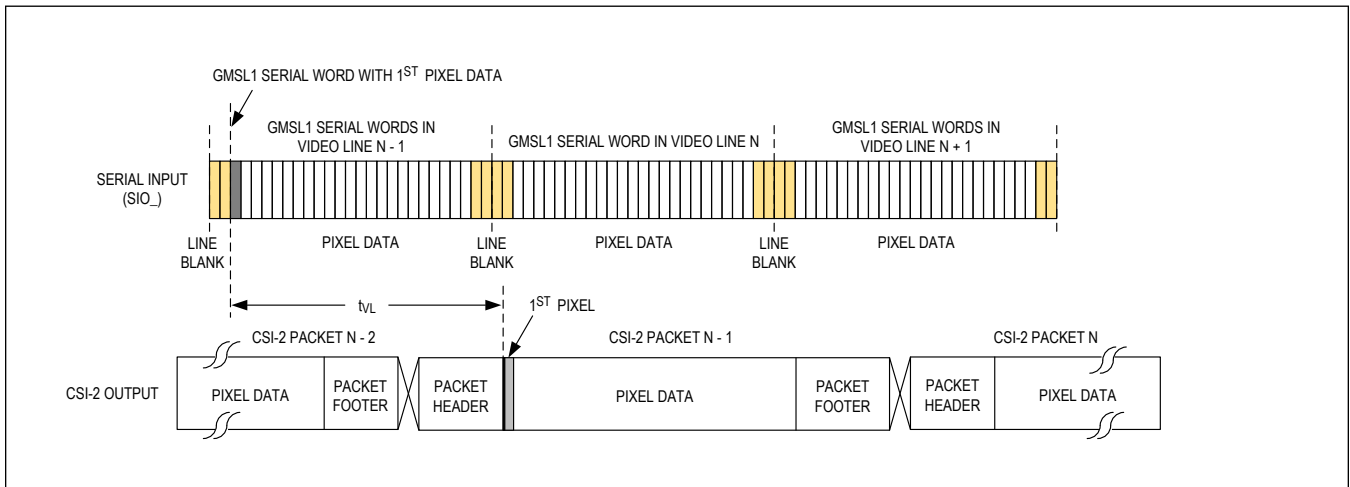 GMSL1 SERIAL WORD WITH 1ST PIXEL DATA
GMSL1 SERIAL WORDS IN
VIDEO LINE N - 1
GMSL1 SERIAL WORD IN VIDEO LINE N
GMSL1 SERIAL WORDS IN
VIDEO LINE N + 1
SERIAL INPUT
(SIO_)
LINE
BLANK
PIXEL DATA
LINE
BLANK
PIXEL DATA
LINE
BLANK
PIXEL DATA
tVL
1ST PIXEL
CSI-2 PACKET N - 2
CSI-2 PACKET N - 1
CSI-2 PACKET N
CSI-2 OUTPUT
PIXEL DATA
PACKET
FOOTER
PACKET
HEADER
PIXEL DATA
PACKET
FOOTER
PACKET
HEADER
PIXEL DATA